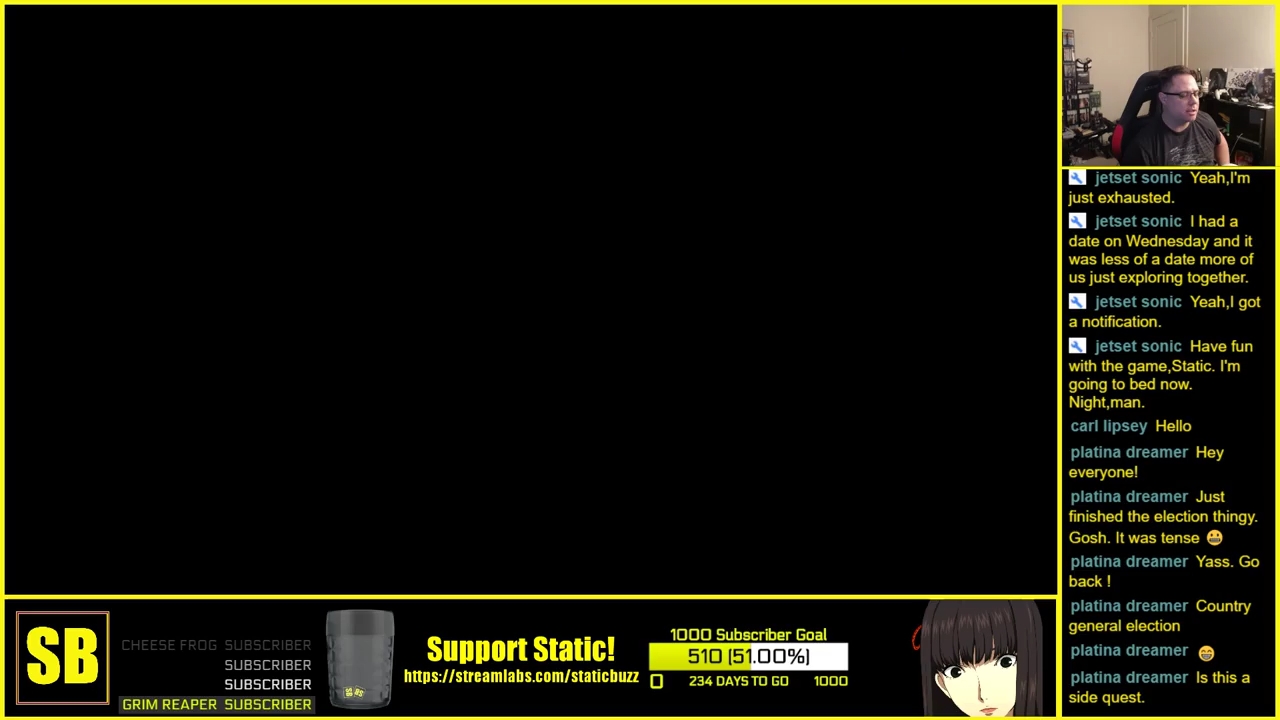 jetset sonic Yeah,I'm
just exhausted.
jetset sonic I had a
date on Wednesday and it
was less of a date more of
us just exploring together.
jetset sonic Yeah,I got
a notification.
jetset sonic Have fun
with the game,Static. I'm
going to bed now.
Night,man.
carl lipsey Hello
platina dreamer Hey
everyone!
platina dreamer Just
finished the election thingy.
Gosh. It was tense 😬
platina dreamer Yass. Go
back !
platina dreamer Country
general election
platina dreamer 😁
platina dreamer Is this a
side quest.
SB
CHEESE FROG SUBSCRIBER
SUBSCRIBER
SUBSCRIBER
GRIM REAPER SUBSCRIBER
Support Static!
https://streamlabs.com/staticbuzz
1000 Subscriber Goal
510 (51.00%)
0 234 DAYS TO GO 1000